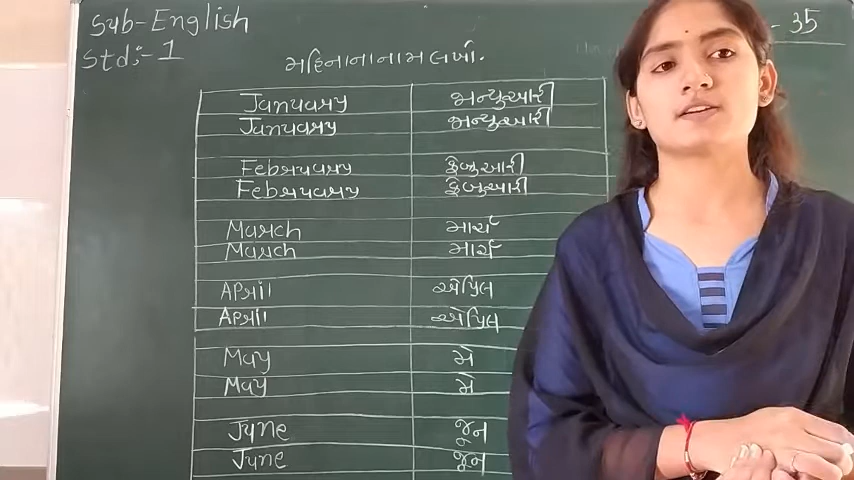 Sub-English
- 35
Std:-1
મહિનાના નામ લખો.
January જાન્યુઆરી
January જાન્યુઆરી
February ફેબ્રુઆરી
February ફેબ્રુઆરી
March માર્ચ
March માર્ચ
April એપ્રિલ
April એપ્રિલ
May મે
May મે
June જૂન
June જૂન